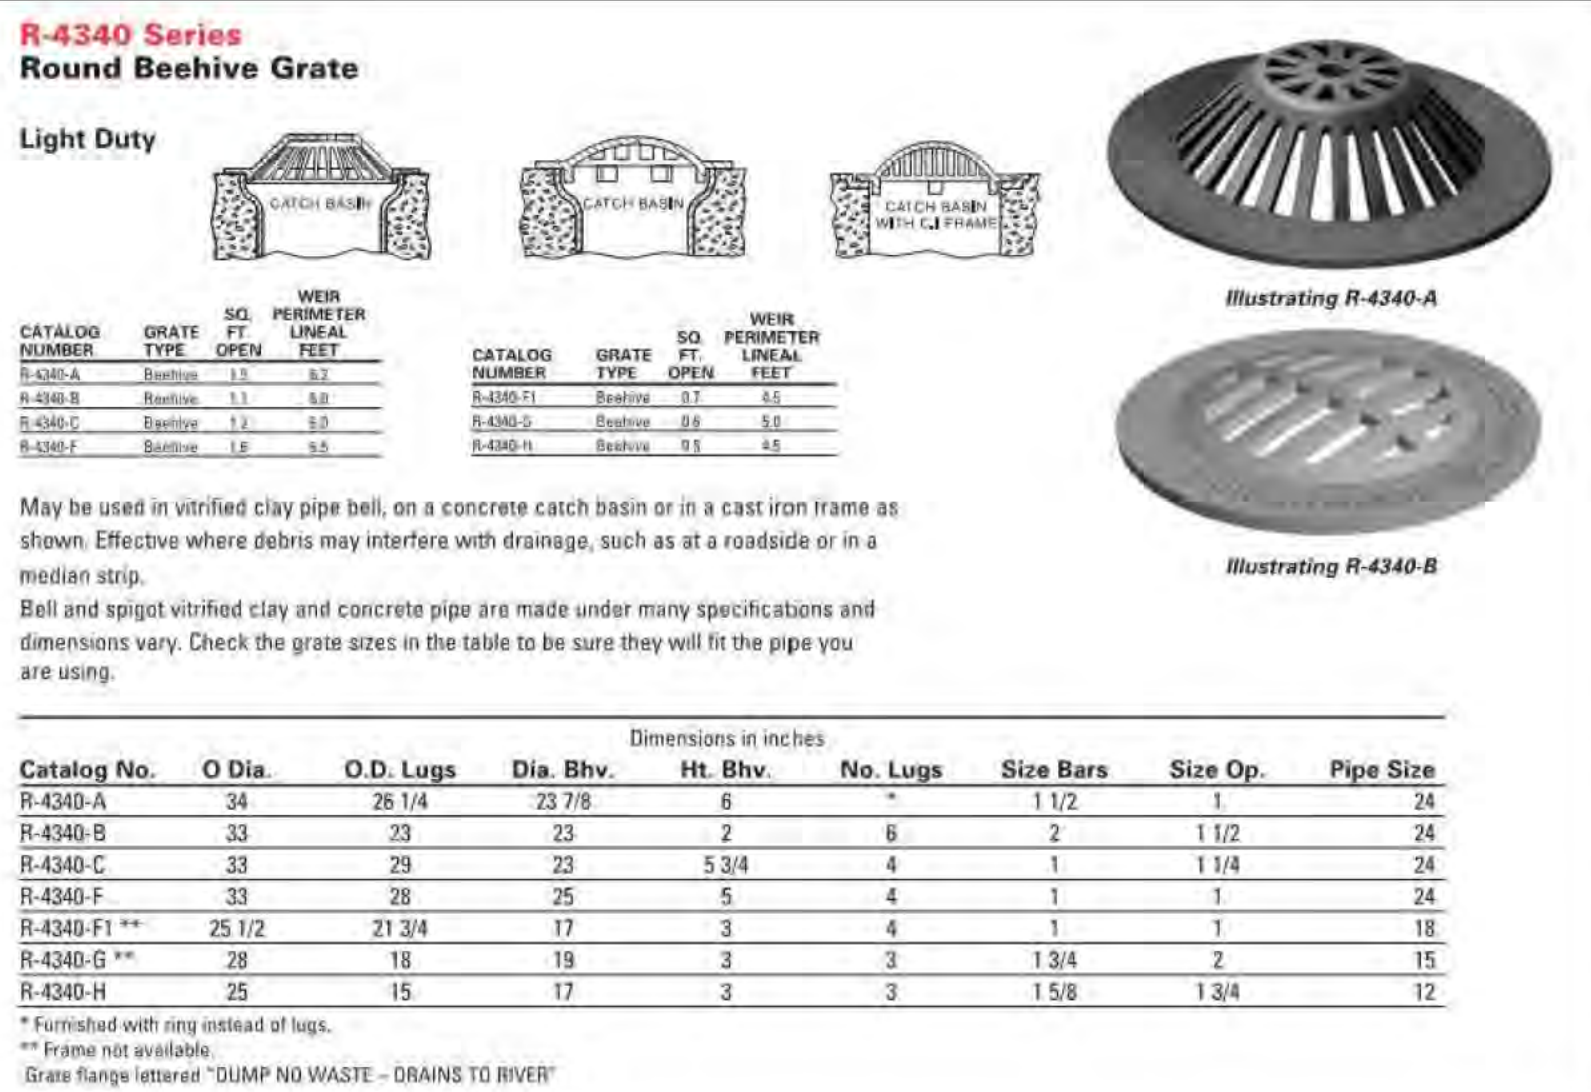 R-4340 Series
Round Beehive Grate
Light Duty
CATCH BASIN
CATCH BASIN
CATCH BASIN
WITH C.I FRAME
Illustrating R-4340-A
Illustrating R-4340-B
CATALOG NUMBER GRATE TYPE SQ. FT. OPEN WEIR PERIMETER LINEAL FEET
R-4340-A Beehive 6.2
R-4340-B Beehive 1.1 6.0
R-4340-C Beehive 1.2 6.0
R-4340-F Beehive 1.6 6.5
CATALOG NUMBER GRATE TYPE SQ. FT. OPEN WEIR PERIMETER LINEAL FEET
R-4340-F1 Beehive 0.7 4.5
R-4340-G Beehive 0.6 5.0
R-4340-H Beehive 0.5 4.5
May be used in vitrified clay pipe bell, on a concrete catch basin or in a cast iron frame as
shown. Effective where debris may interfere with drainage, such as at a roadside or in a
median strip.
Bell and spigot vitrified clay and concrete pipe are made under many specifications and
dimensions vary. Check the grate sizes in the table to be sure they will fit the pipe you
are using.
Dimensions in inches
Catalog No. O Dia. O.D. Lugs Dia. Bhv. Ht. Bhv. No. Lugs Size Bars Size Op. Pipe Size
R-4340-A 34 26 1/4 23 7/8 6 * 1 1/2 1 24
R-4340-B 33 23 23 2 6 2 1 1/2 24
R-4340-C 33 29 23 5 3/4 4 1 1 1/4 24
R-4340-F 33 28 25 5 4 1 1 24
R-4340-F1 ** 25 1/2 21 3/4 17 3 4 1 1 18
R-4340-G ** 28 18 19 3 3 1 3/4 2 15
R-4340-H 25 15 17 3 3 1 5/8 1 3/4 12
* Furnished with ring instead of lugs.
** Frame not available.
Grate flange lettered "DUMP NO WASTE – DRAINS TO RIVER"